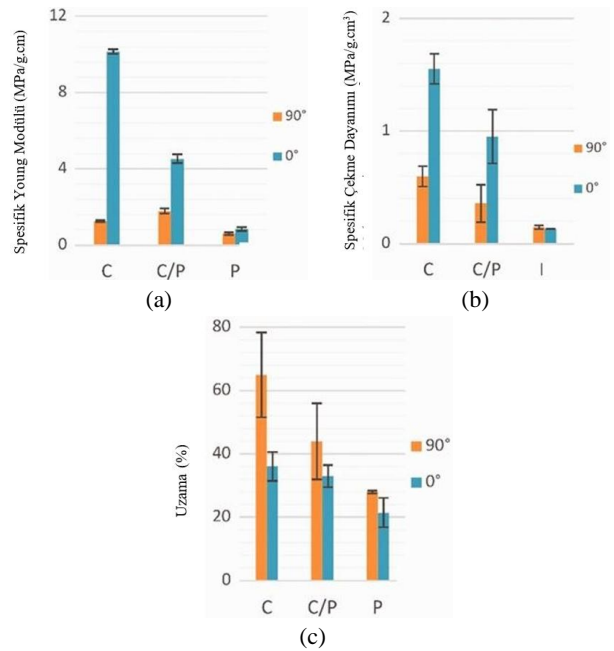 Spesifik Young Modülü (MPa/g.cm)
12
8
4
0
C C/P P
90°
0°
(a)
Spesifik Çekme Dayanımı (MPa/g.cm³)
2
1
0
C C/P I
90°
0°
(b)
Uzama (%)
80
60
40
20
0
C C/P P
90°
0°
(c)